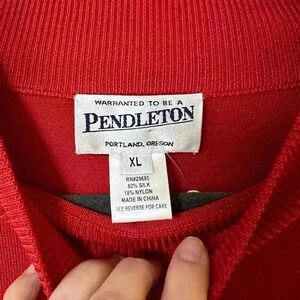 WARRANTED TO BE A
PENDLETON
PORTLAND, OREGON
XL
RN#29685
82% SILK
18% NYLON
MADE IN CHINA
SEE REVERSE FOR CARE